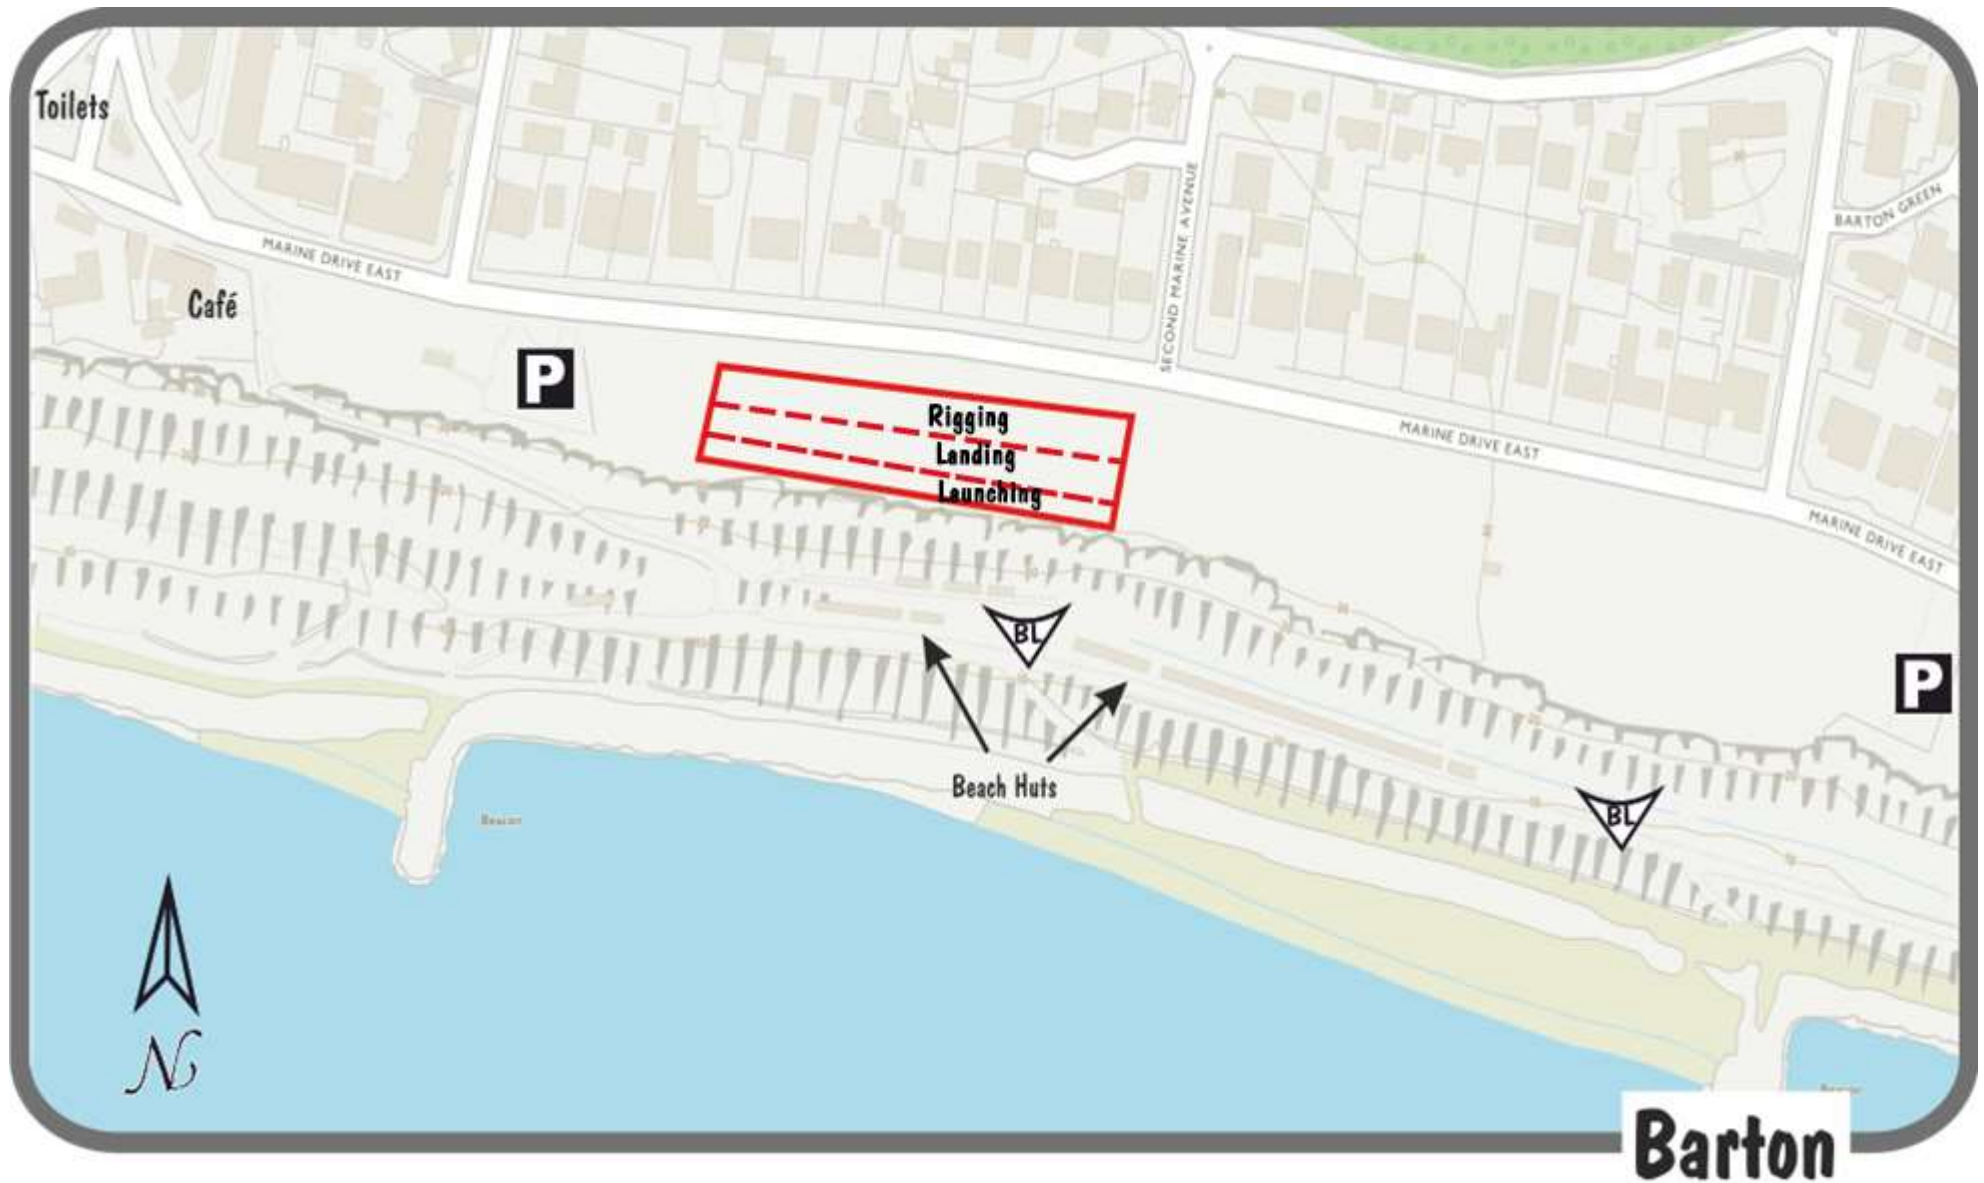 Toilets
MARINE DRIVE EAST
Café
P
SECOND MARINE AVENUE
BARTON GREEN
Rigging
Landing
Launching
MARINE DRIVE EAST
MARINE DRIVE EAST
BL
P
Beach Huts
BL
Beacon
N
Barton